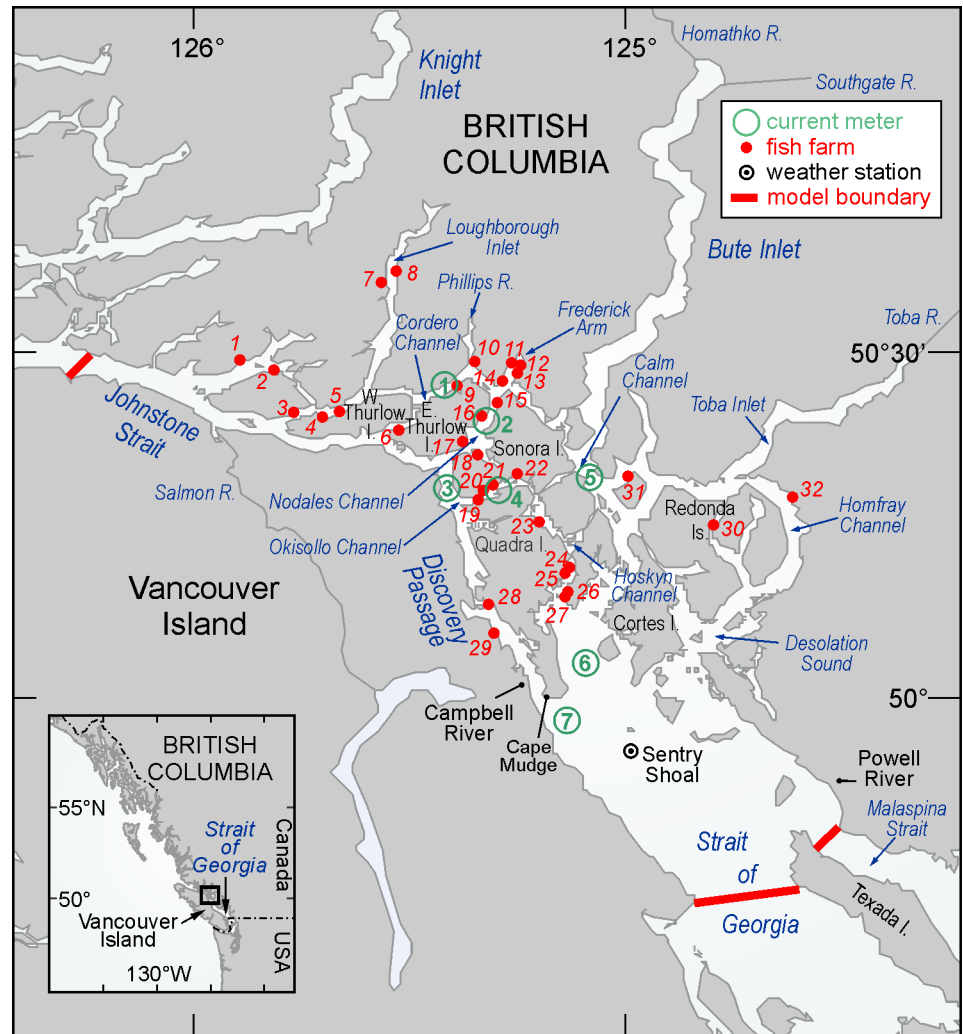 126°
125°
Homathko R.
Knight
Inlet
Southgate R.
BRITISH
COLUMBIA
current meter
fish farm
weather station
model boundary
Loughborough
Inlet
Bute Inlet
7
8
Phillips R.
Frederick
Arm
Toba R.
Cordero
Channel
Calm
Channel
50°30'
1
2
10
11
12
13
14
1
9
15
Toba Inlet
3
4
5
W.
Thurlow
I.
E.
Thurlow
I.
6
16
2
17
18
Sonora I.
Johnstone
Strait
Salmon R.
Nodales Channel
3
20
21
22
4
19
5
31
32
Homfray
Channel
Redonda
Is.
30
Okisollo Channel
23
Quadra I.
Hoskyn
Channel
24
25
26
27
Vancouver
Island
Discovery
Passage
28
29
Cortes I.
Desolation
Sound
6
50°
Campbell
River
Cape
Mudge
7
Sentry
Shoal
Powell
River
Malaspina
Strait
Strait
of
Georgia
Texada I.
BRITISH
COLUMBIA
55°N
Strait
of
Georgia
Canada
USA
50°
Vancouver
Island
130°W